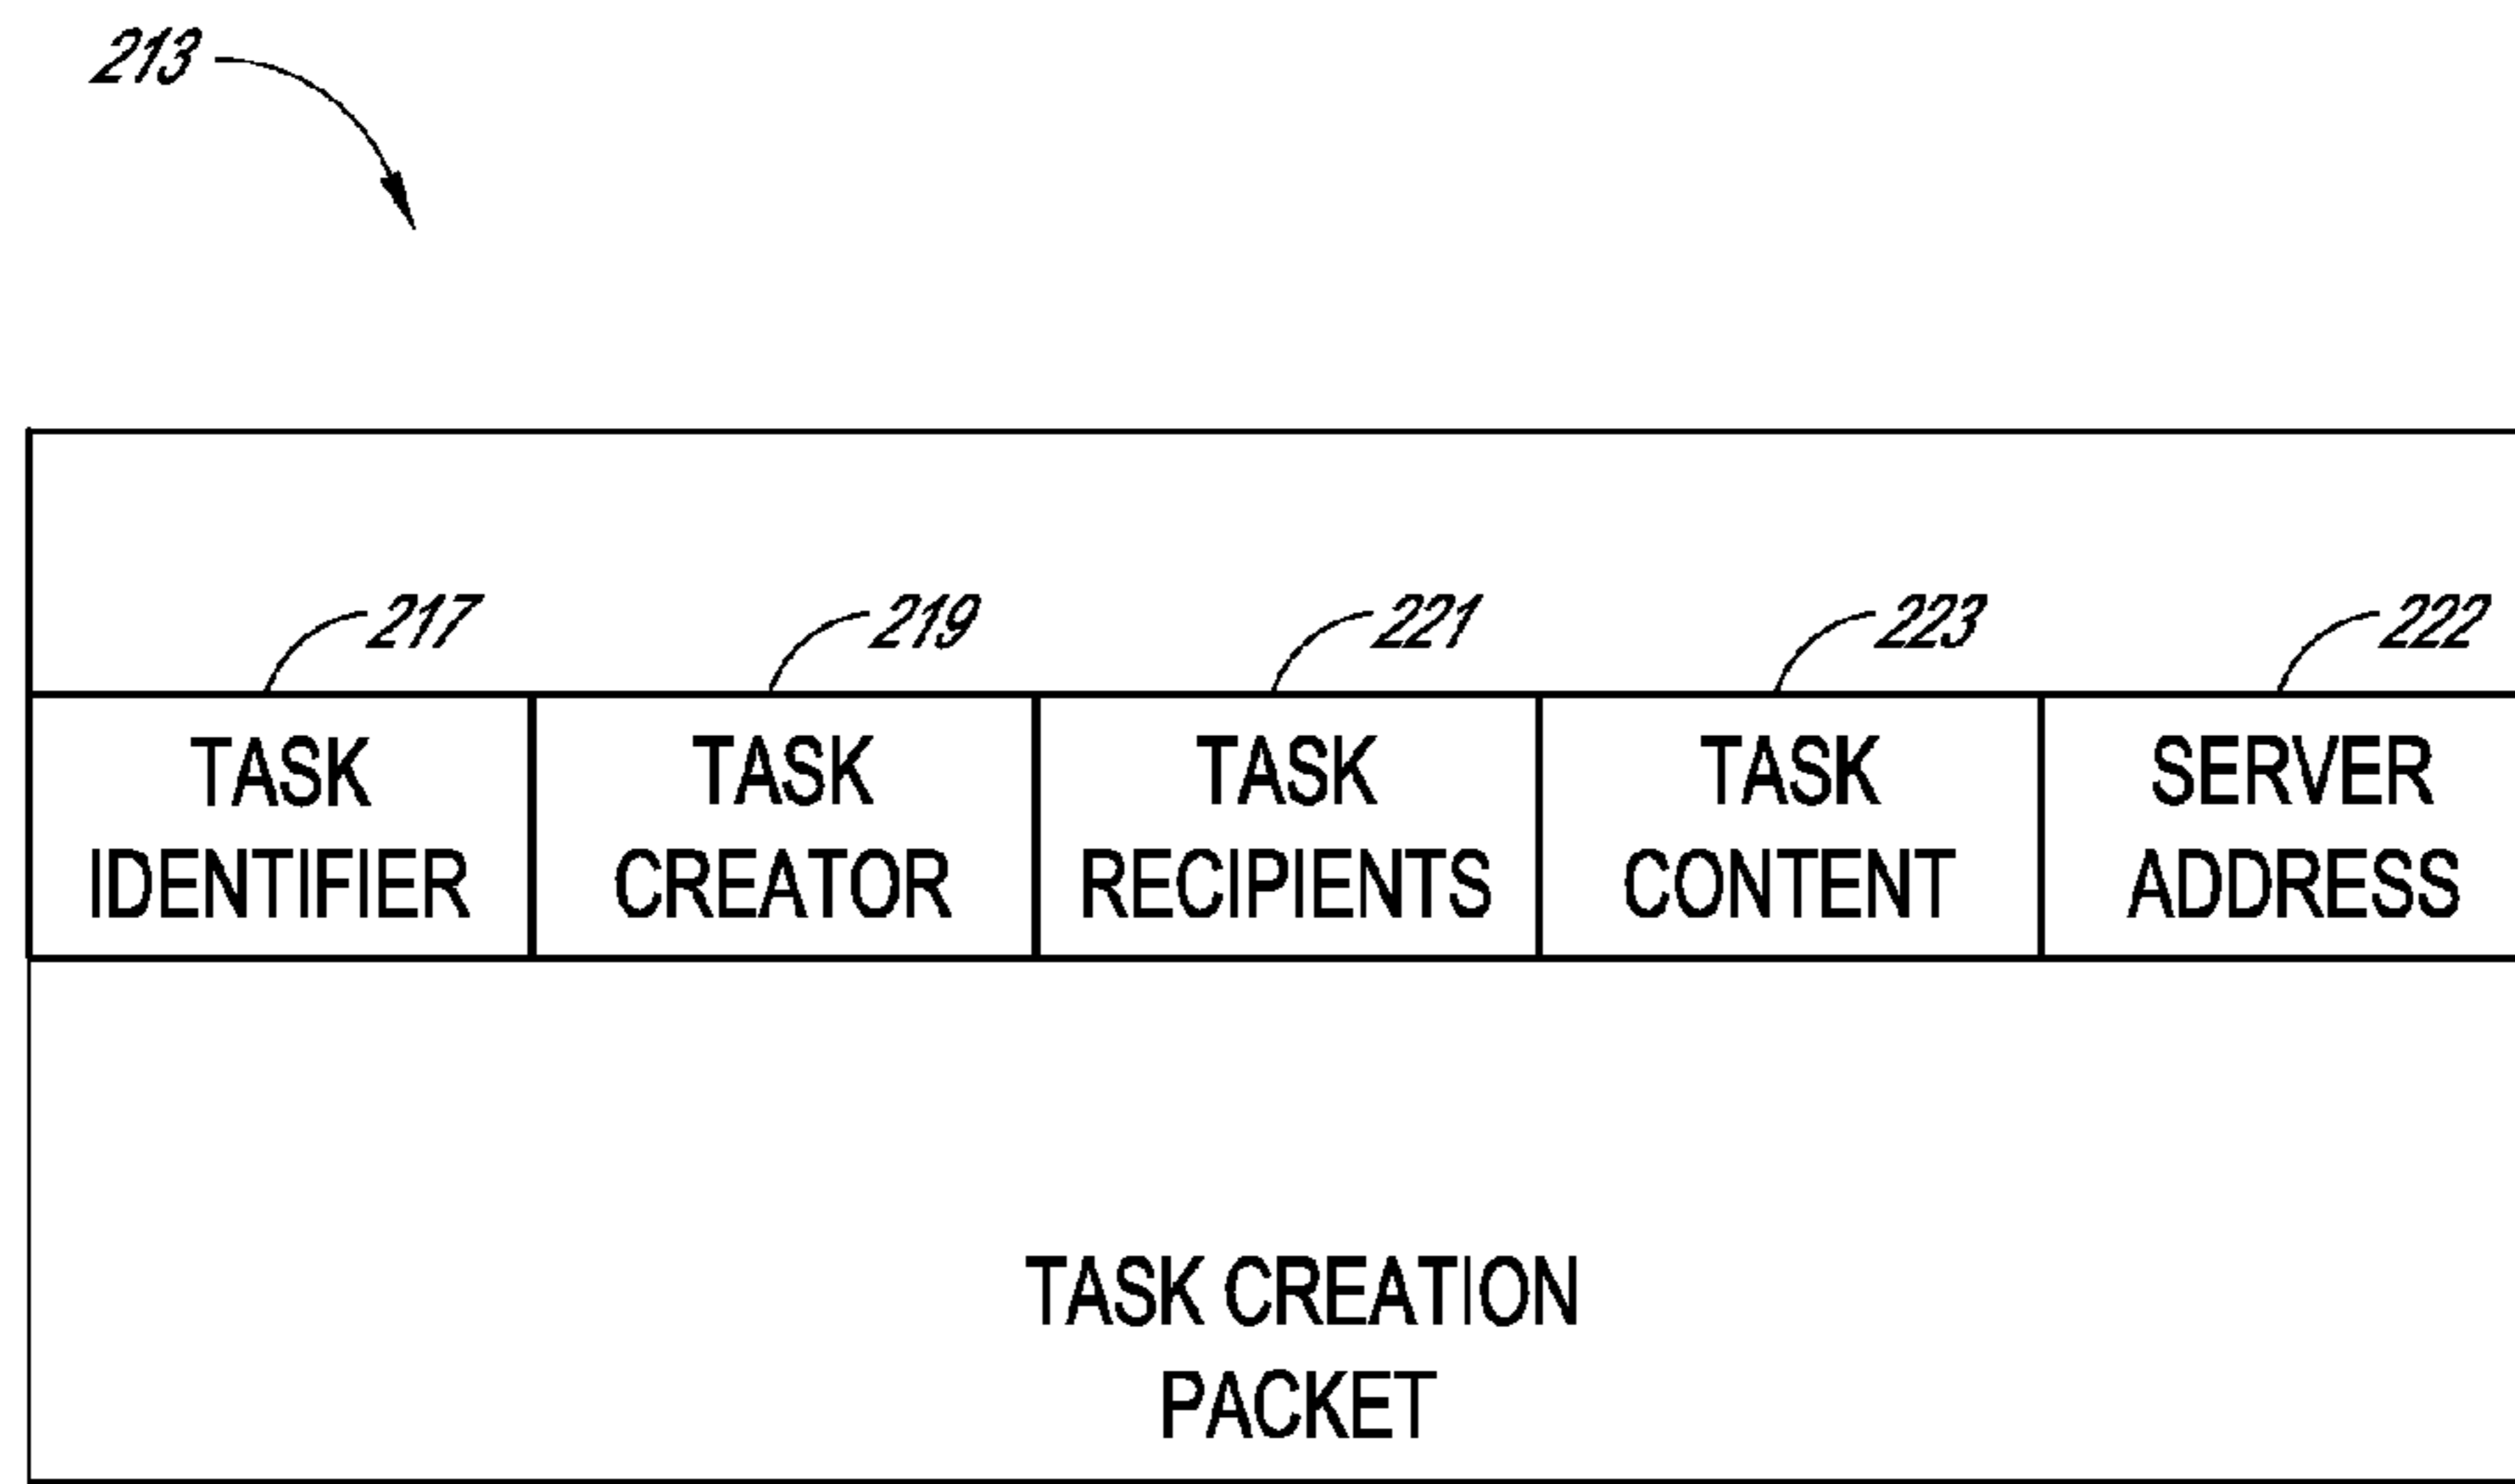 213
217 219 221 223 222
TASK TASK TASK TASK SERVER
IDENTIFIER CREATOR RECIPIENTS CONTENT ADDRESS
TASK CREATION
PACKET